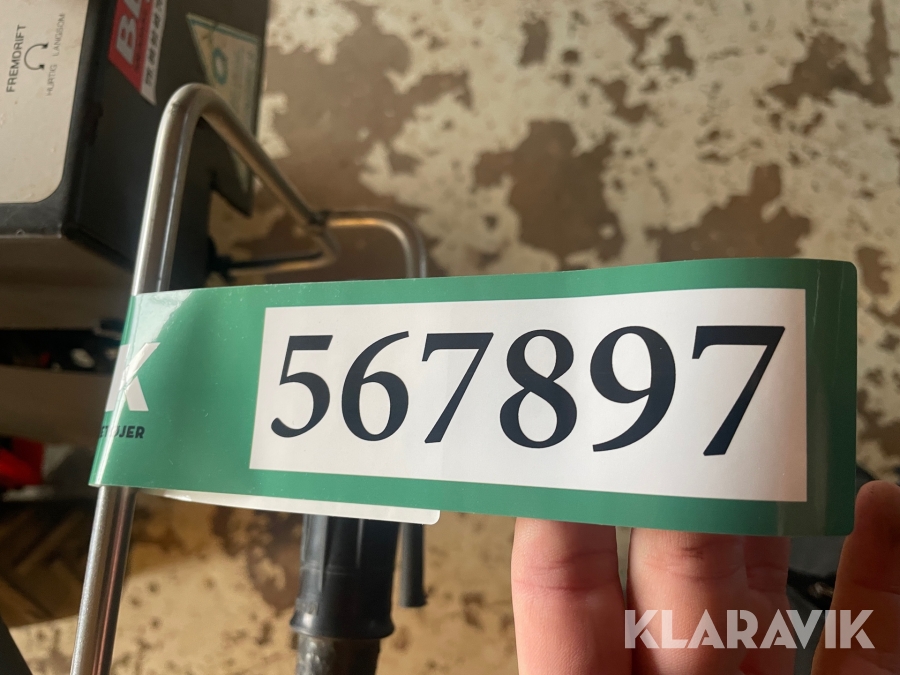 FREMDRIFT
HURTIG LANGSOM
K
567897
KLARAVIK